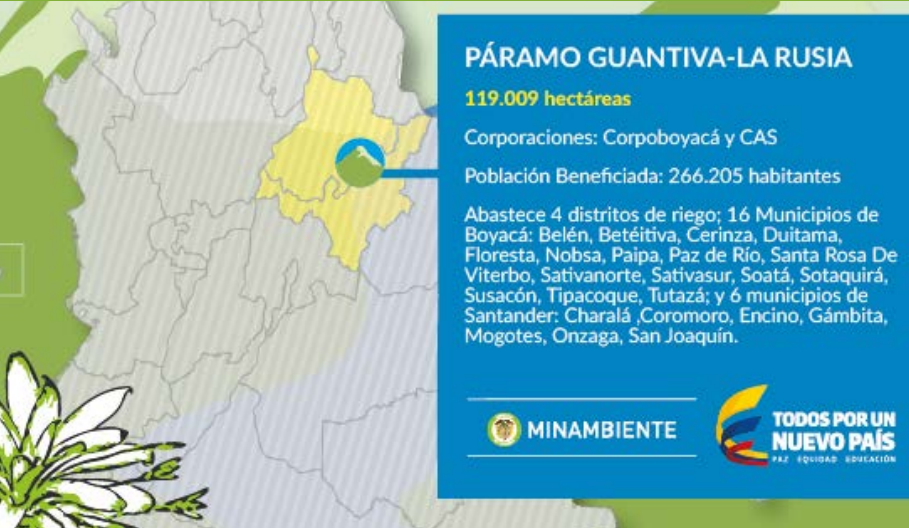 PÁRAMO GUANTIVA-LA RUSIA
119.009 hectáreas
Corporaciones: Corpoboyacá y CAS
Población Beneficiada: 266.205 habitantes
Abastece 4 distritos de riego; 16 Municipios de
Boyacá: Belén, Betéitiva, Cerinza, Duitama,
Floresta, Nobsa, Paipa, Paz de Río, Santa Rosa De
Viterbo, Sativanorte, Sativasur, Soatá, Sotaquirá,
Susacón, Tipacoque, Tutazá; y 6 municipios de
Santander: Charalá ,Coromoro, Encino, Gámbita,
Mogotes, Onzaga, San Joaquín.
MINAMBIENTE
TODOS POR UN
NUEVO PAÍS
PAZ EQUIDAD EDUCACIÓN